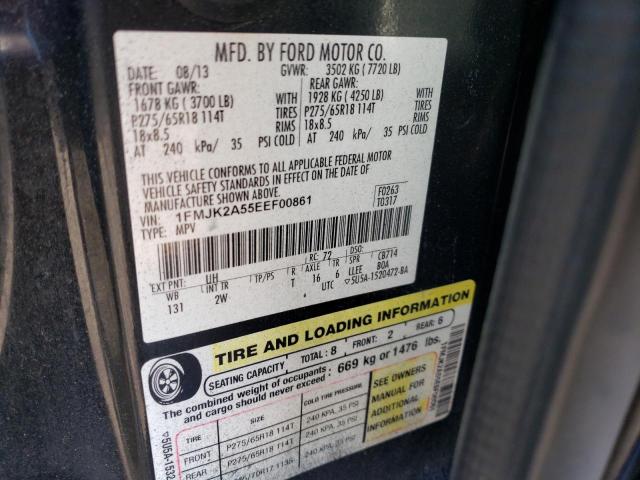 MFD. BY FORD MOTOR CO.
DATE: 08/13 GVWR: 3502 KG ( 7720 LB)
FRONT GAWR: REAR GAWR:
1678 KG ( 3700 LB) WITH 1928 KG ( 4250 LB) WITH
P275/65R18 114T TIRES P275/65R18 114T TIRES
18x8.5 RIMS 18x8.5 RIMS
AT 240 kPa/ 35 PSI COLD AT 240 kPa/ 35 PSI COLD
THIS VEHICLE CONFORMS TO ALL APPLICABLE FEDERAL MOTOR
VEHICLE SAFETY STANDARDS IN EFFECT ON THE DATE OF
MANUFACTURE SHOWN ABOVE.
VIN: 1FMJK2A55EEF00861 F0263
TYPE: MPV T0317
RC: 72 DSO:
EXT PNT: UH TP/PS R AXLE TR SPR CB714
WB INT TR T 16 6 LEER BOA
131 2W UTC 5U5A-1520472-BA
TIRE AND LOADING INFORMATION
SEATING CAPACITY TOTAL: 8 FRONT: 2 REAR: 6
The combined weight of occupants
and cargo should never exceed : 669 kg or 1476 lbs.
TIRE SIZE COLD TIRE PRESSURE
FRONT P275/65R18 114T 240 KPA, 35 PSI
REAR P275/65R18 114T 240 KPA, 35 PSI
SEE OWNERS
MANUAL FOR
ADDITIONAL
INFORMATION